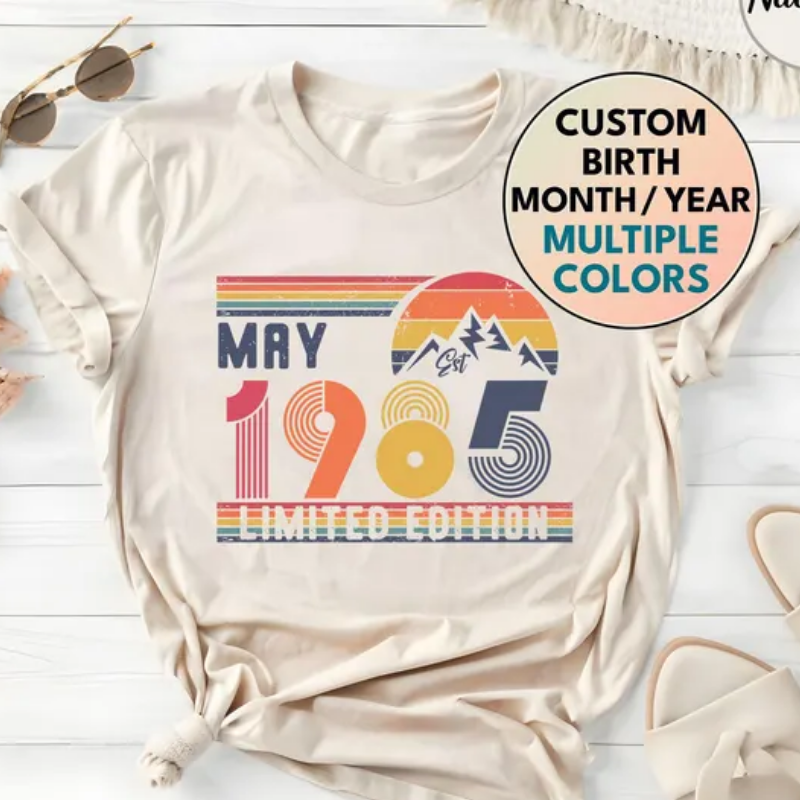 CUSTOM
BIRTH
MONTH / YEAR
MULTIPLE
COLORS
MAY
Est
1985
LIMITED EDITION